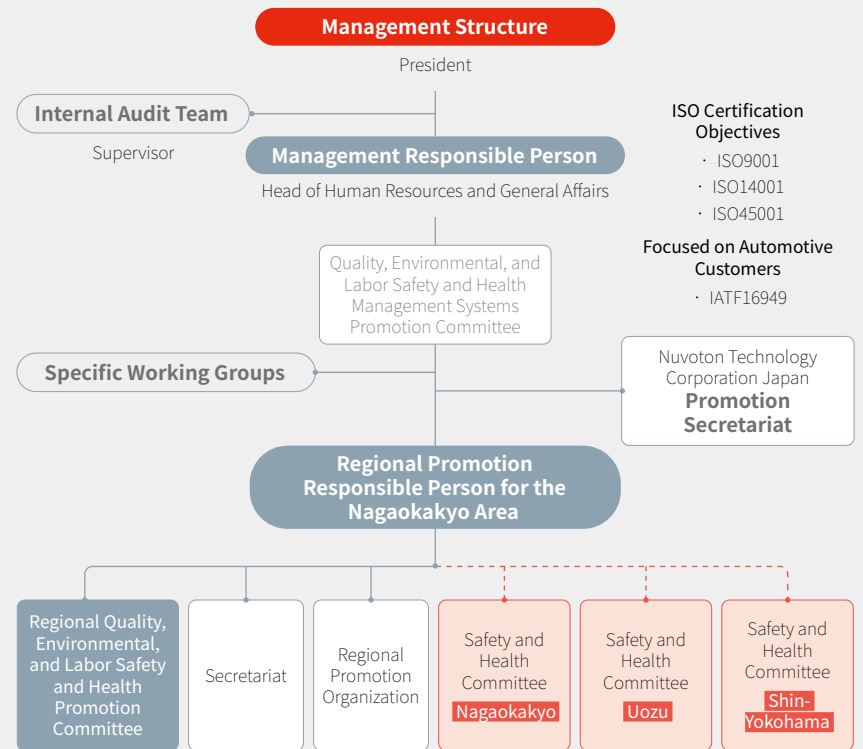 Management Structure
President
Internal Audit Team
Supervisor
Management Responsible Person
Head of Human Resources and General Affairs
ISO Certification
Objectives
· ISO9001
· ISO14001
· ISO45001
Focused on Automotive
Customers
· IATF16949
Quality, Environmental, and
Labor Safety and Health
Management Systems
Promotion Committee
Specific Working Groups
Nuvoton Technology
Corporation Japan
Promotion
Secretariat
Regional Promotion
Responsible Person for the
Nagaokakyo Area
Regional Quality,
Environmental,
and Labor Safety
and Health
Promotion
Committee
Secretariat
Regional
Promotion
Organization
Safety and
Health
Committee
Nagaokakyo
Safety and
Health
Committee
Uozu
Safety and
Health
Committee
Shin-
Yokohama